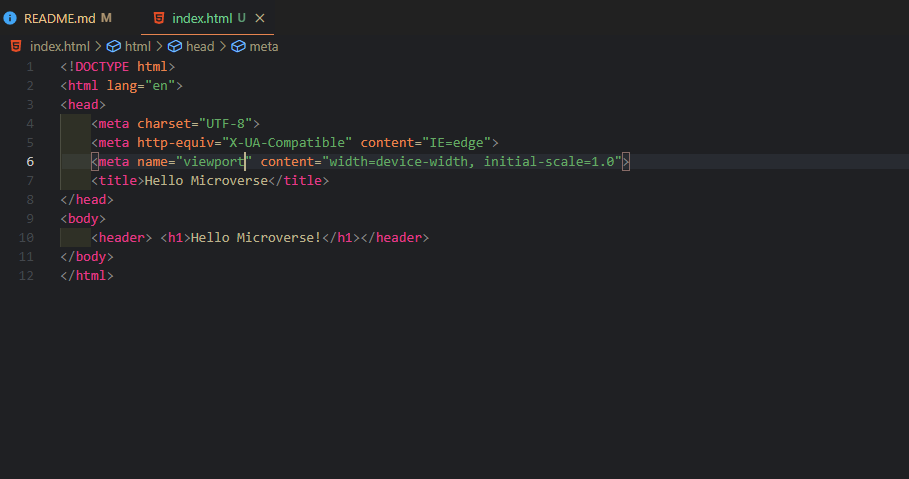 README.md M index.html U
index.html > html > head > meta
1 <!DOCTYPE html>
2 <html lang="en">
3 <head>
4     <meta charset="UTF-8">
5     <meta http-equiv="X-UA-Compatible" content="IE=edge">
6     <meta name="viewport" content="width=device-width, initial-scale=1.0">
7     <title>Hello Microverse</title>
8 </head>
9 <body>
10     <header> <h1>Hello Microverse!</h1></header>
11 </body>
12 </html>